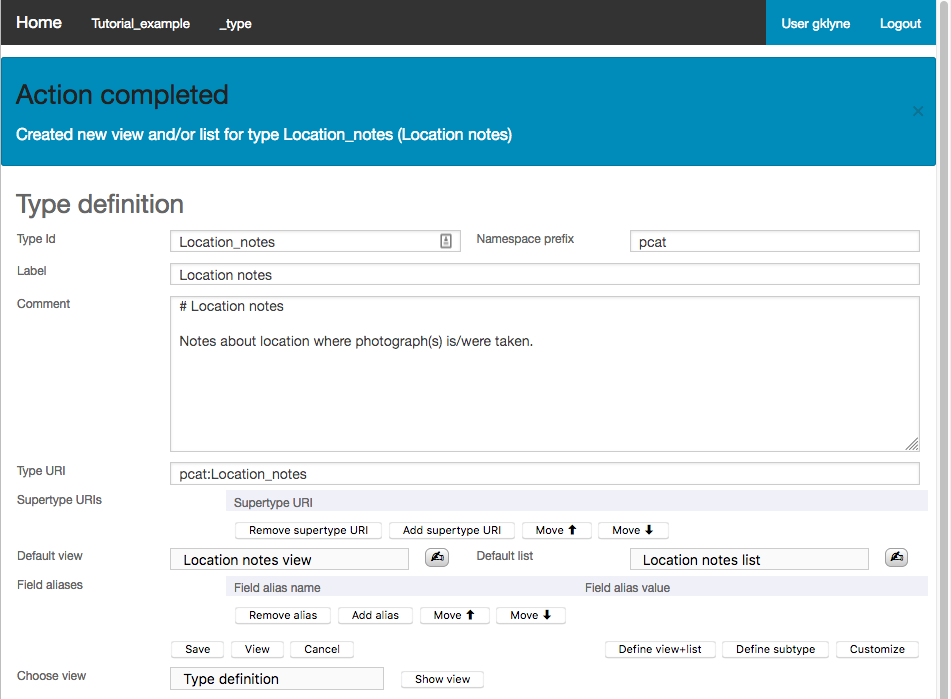 Home Tutorial_example _type User gklyne Logout
Action completed
×
Created new view and/or list for type Location_notes (Location notes)
Type definition
Type Id Location_notes Namespace prefix pcat
Label Location notes
Comment # Location notes
Notes about location where photograph(s) is/were taken.
Type URI pcat:Location_notes
Supertype URIs Supertype URI
Remove supertype URI Add supertype URI Move ⬆ Move ⬇
Default view Location notes view Default list Location notes list
Field aliases Field alias name Field alias value
Remove alias Add alias Move ⬆ Move ⬇
Save View Cancel Define view+list Define subtype Customize
Choose view Type definition Show view